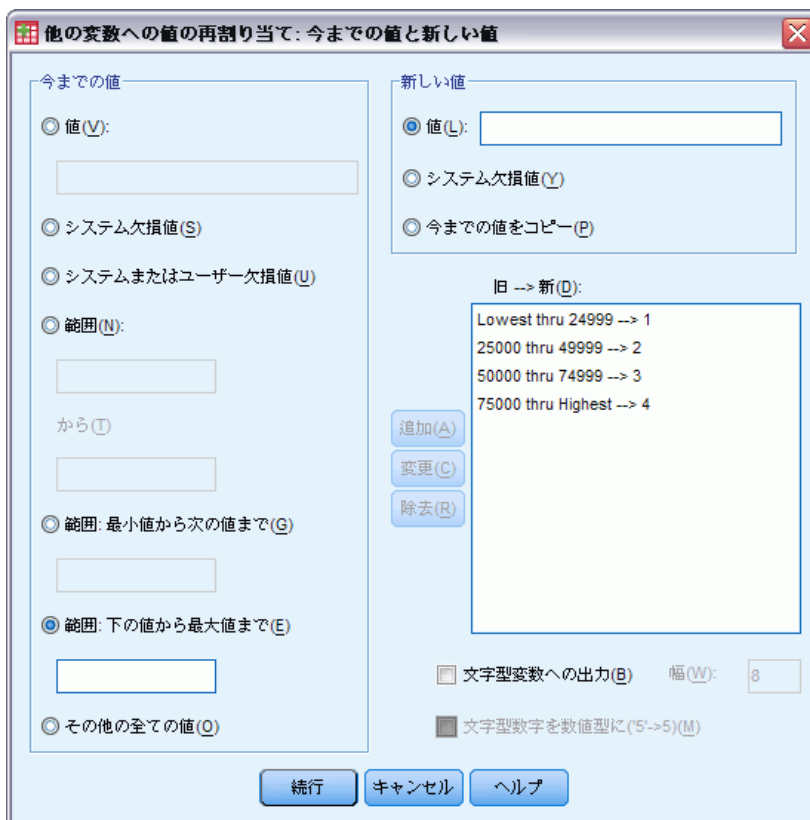 他の変数への値の再割り当て: 今までの値と新しい値
今までの値
値(V):
システム欠損値(S)
システムまたはユーザー欠損値(U)
範囲(N):
から(T)
範囲: 最小値から次の値まで(G)
範囲: 下の値から最大値まで(E)
その他の全ての値(O)
新しい値
値(L):
システム欠損値(Y)
今までの値をコピー(P)
旧 --> 新(D):
Lowest thru 24999 --> 1
25000 thru 49999 --> 2
50000 thru 74999 --> 3
75000 thru Highest --> 4
追加(A)
変更(C)
除去(R)
文字型変数への出力(B) 幅(W): 8
文字型数字を数値型に('5'->5)(M)
続行 キャンセル ヘルプ